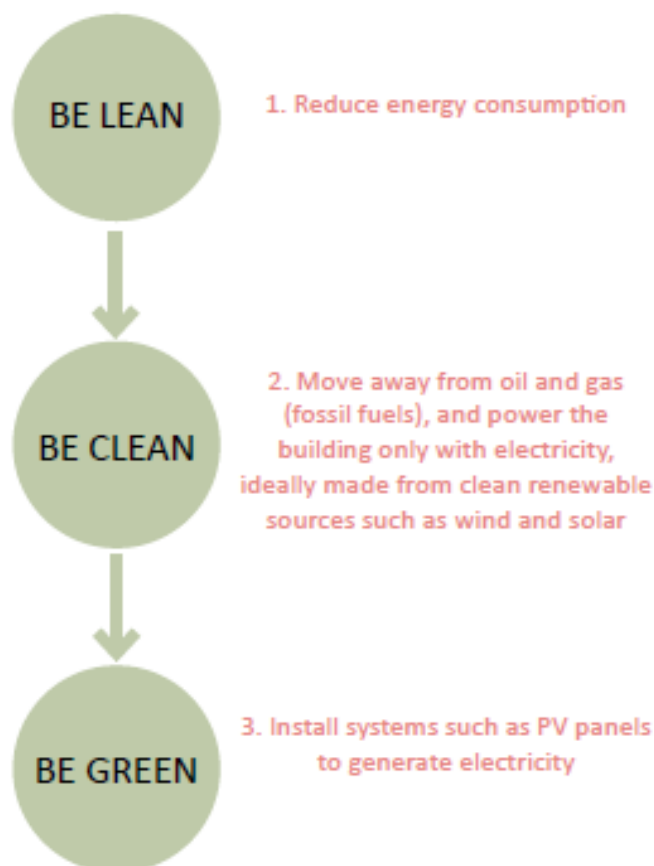 BE LEAN
1. Reduce energy consumption
BE CLEAN
2. Move away from oil and gas
(fossil fuels), and power the
building only with electricity,
ideally made from clean renewable
sources such as wind and solar
BE GREEN
3. Install systems such as PV panels
to generate electricity